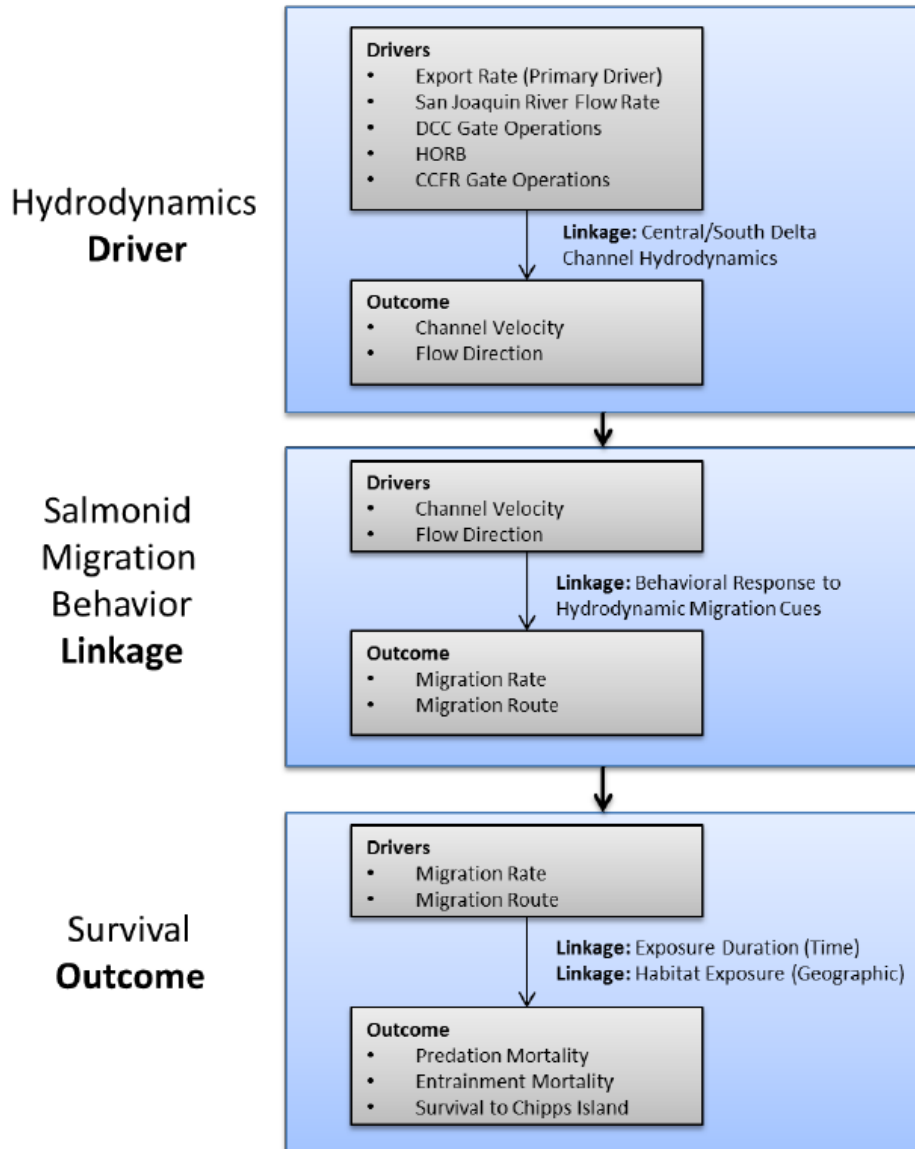 Hydrodynamics
Driver
Drivers
• Export Rate (Primary Driver)
• San Joaquin River Flow Rate
• DCC Gate Operations
• HORB
• CCFR Gate Operations
Linkage: Central/South Delta
Channel Hydrodynamics
Outcome
• Channel Velocity
• Flow Direction
Salmonid
Migration
Behavior
Linkage
Drivers
• Channel Velocity
• Flow Direction
Linkage: Behavioral Response to
Hydrodynamic Migration Cues
Outcome
• Migration Rate
• Migration Route
Survival
Outcome
Drivers
• Migration Rate
• Migration Route
Linkage: Exposure Duration (Time)
Linkage: Habitat Exposure (Geographic)
Outcome
• Predation Mortality
• Entrainment Mortality
• Survival to Chipps Island